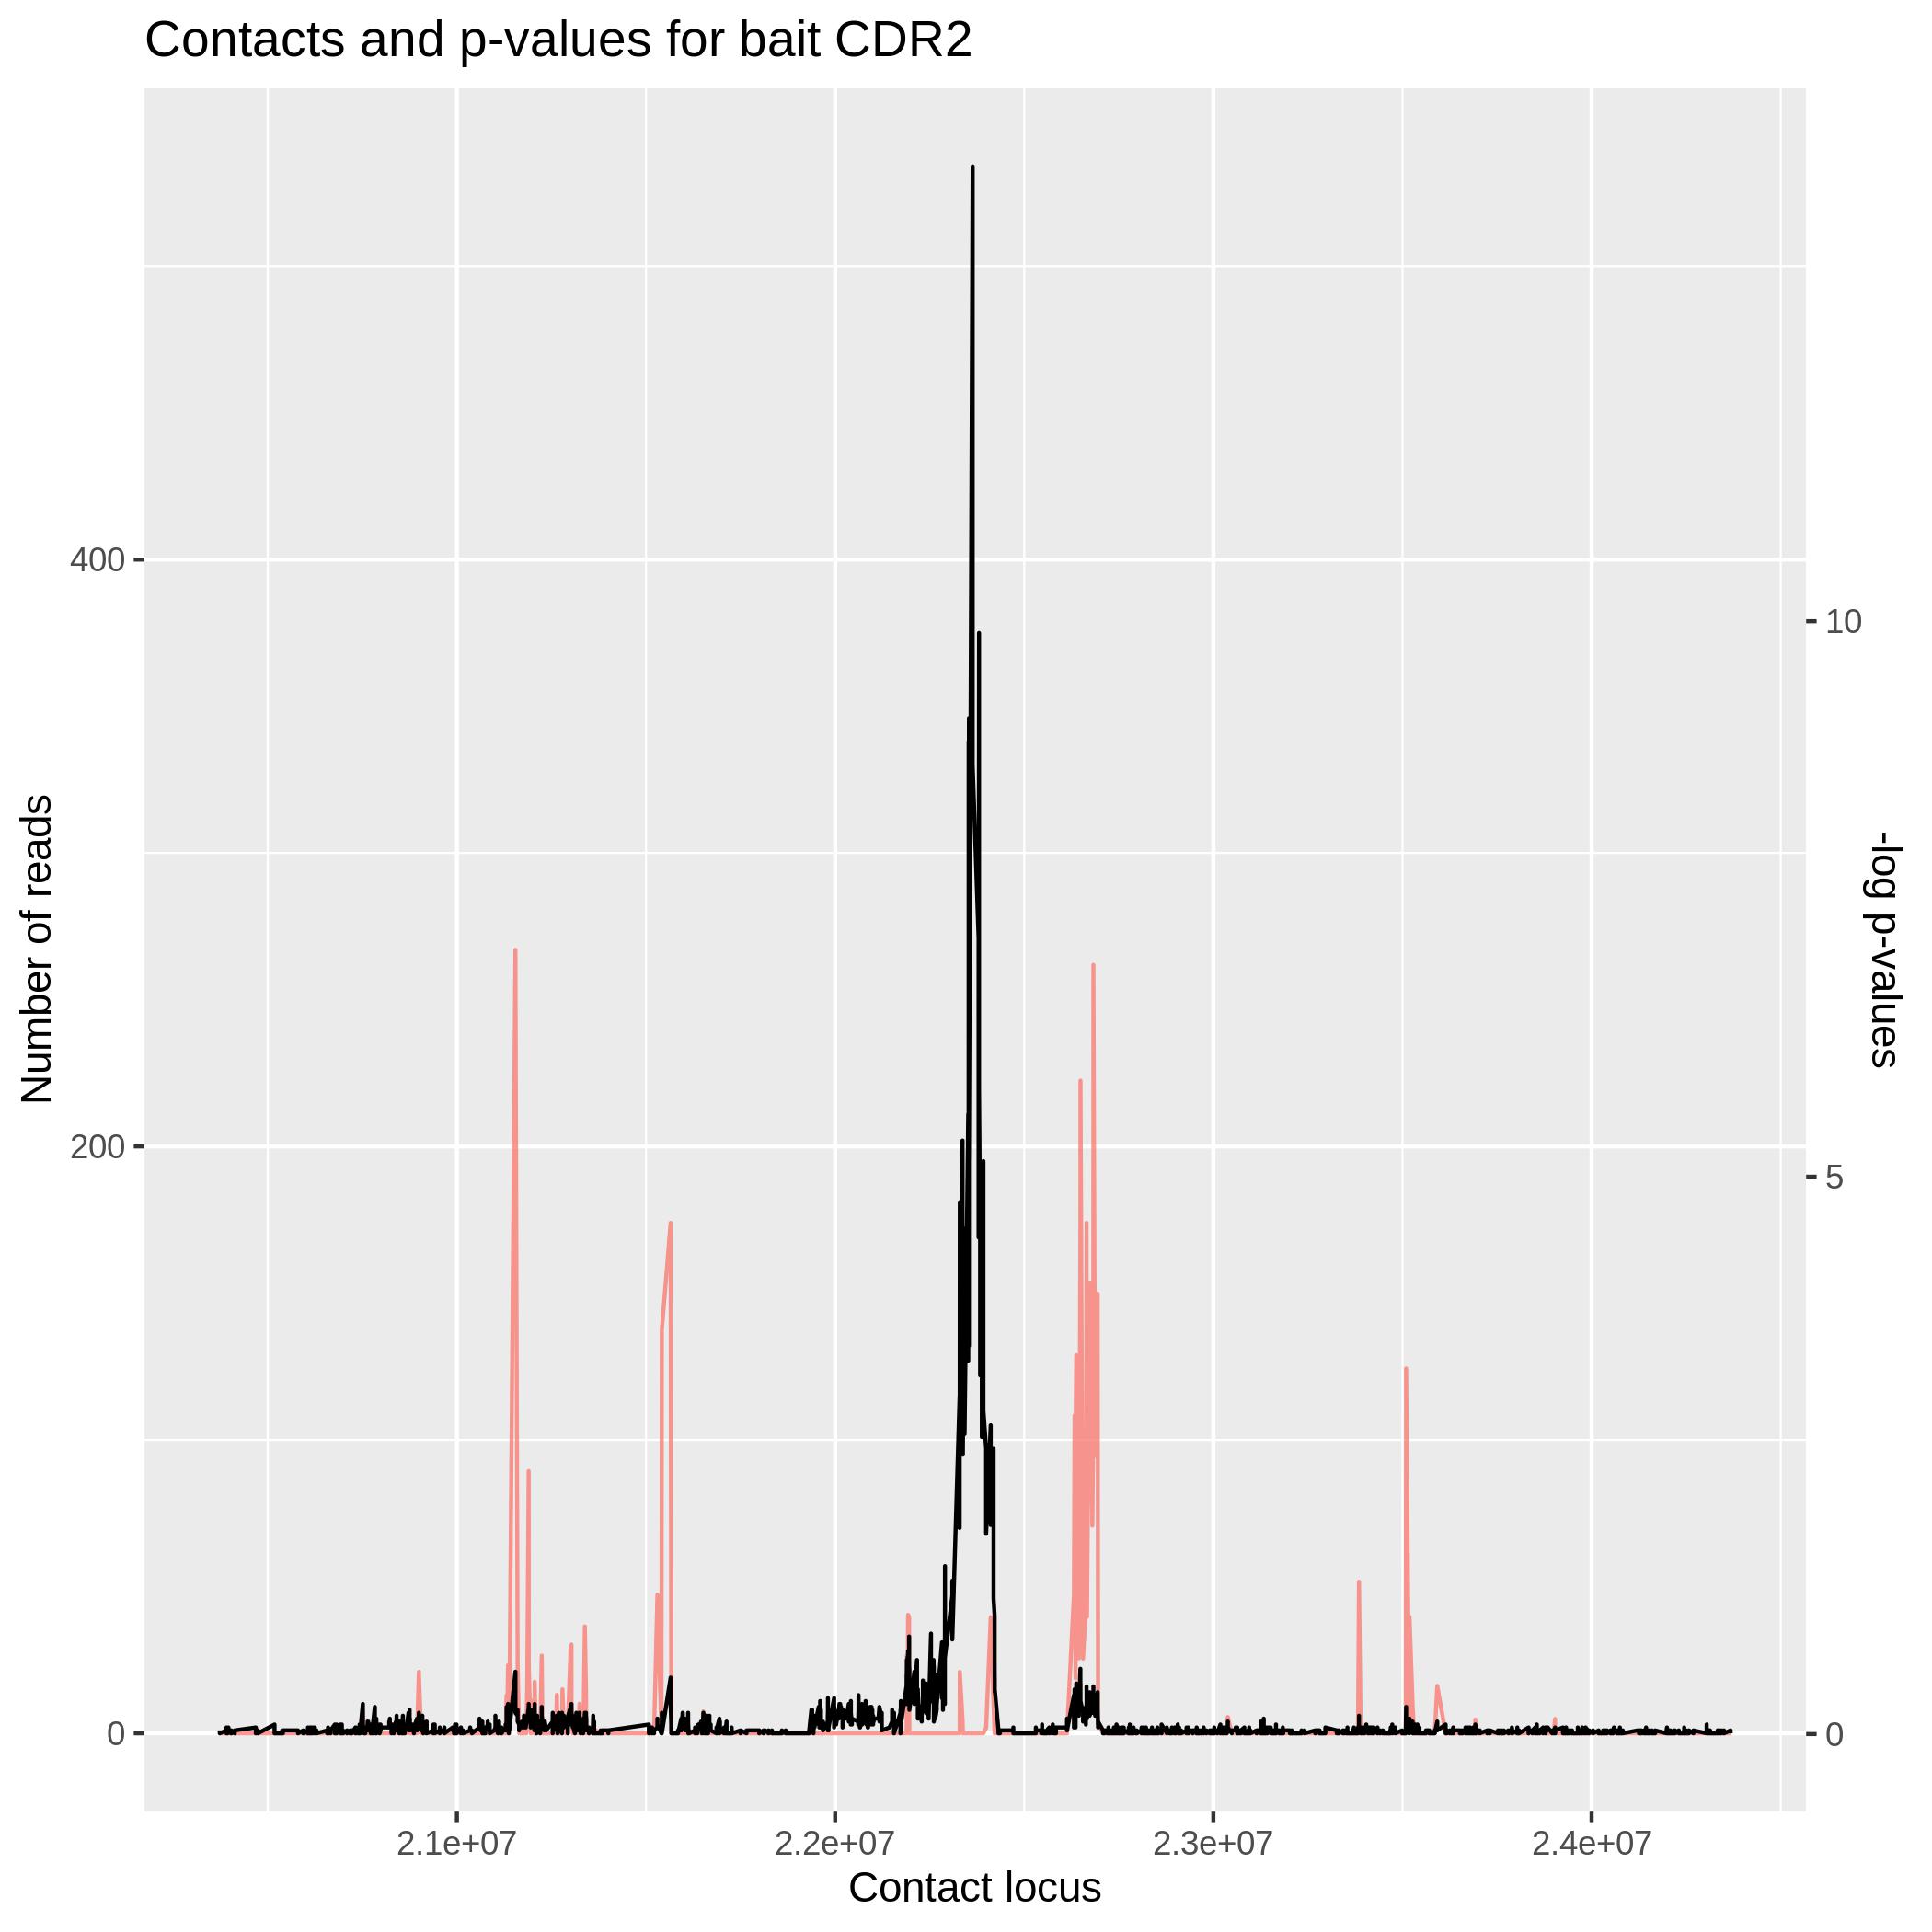 Contacts and p-values for bait CDR2
Number of reads
400
200
0
10
5
0
-log p-values
2.1e+07
2.2e+07
2.3e+07
2.4e+07
Contact locus